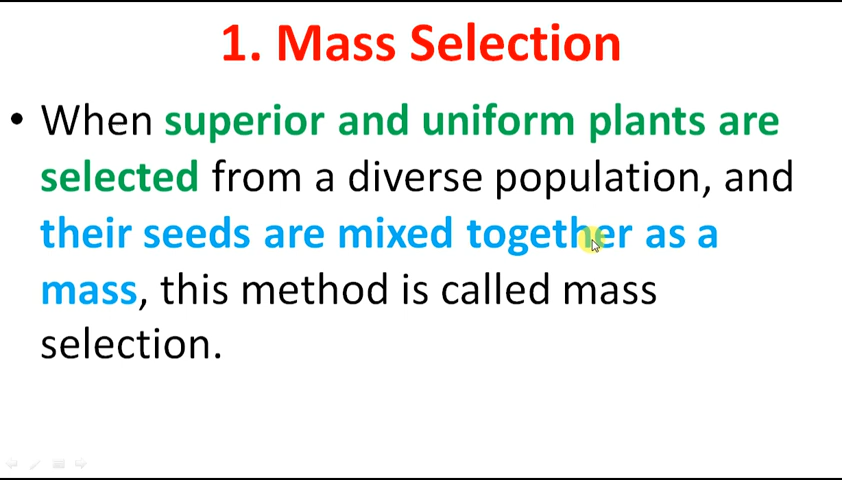 1. Mass Selection
• When superior and uniform plants are
selected from a diverse population, and
their seeds are mixed together as a
mass, this method is called mass
selection.